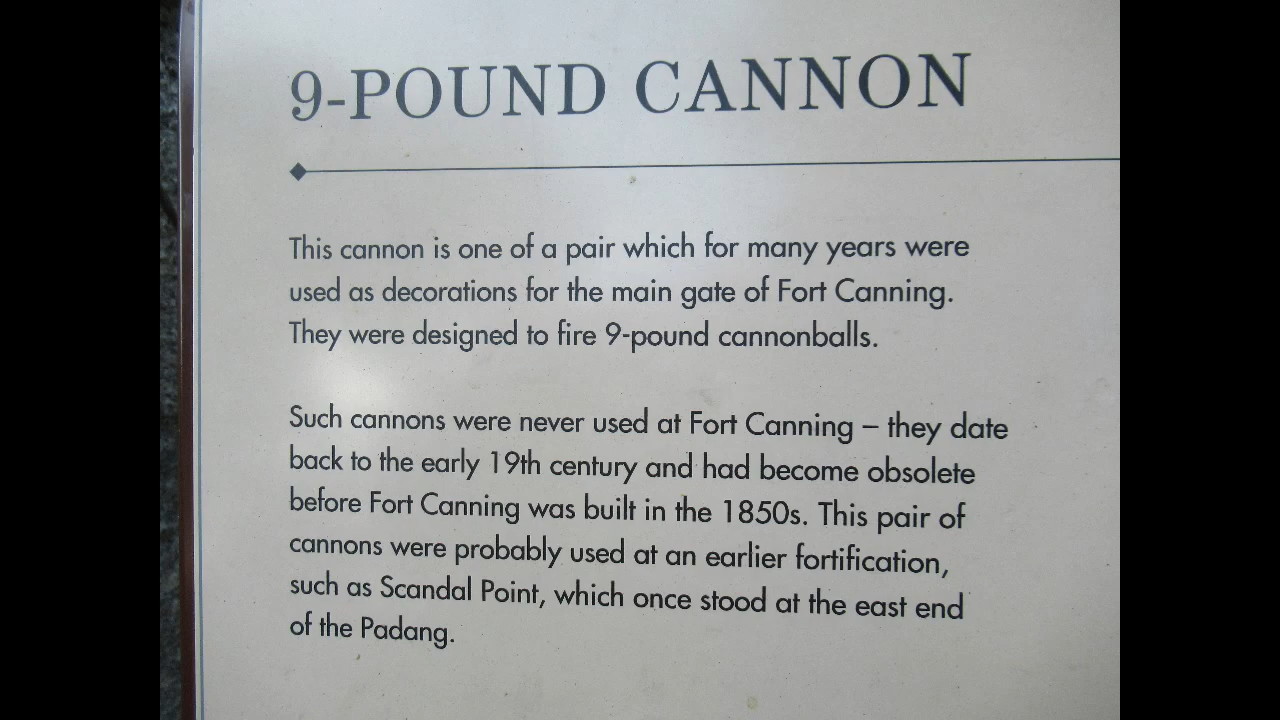 9-POUND CANNON
This cannon is one of a pair which for many years were
used as decorations for the main gate of Fort Canning.
They were designed to fire 9-pound cannonballs.
Such cannons were never used at Fort Canning – they date
back to the early 19th century and had become obsolete
before Fort Canning was built in the 1850s. This pair of
cannons were probably used at an earlier fortification,
such as Scandal Point, which once stood at the east end
of the Padang.